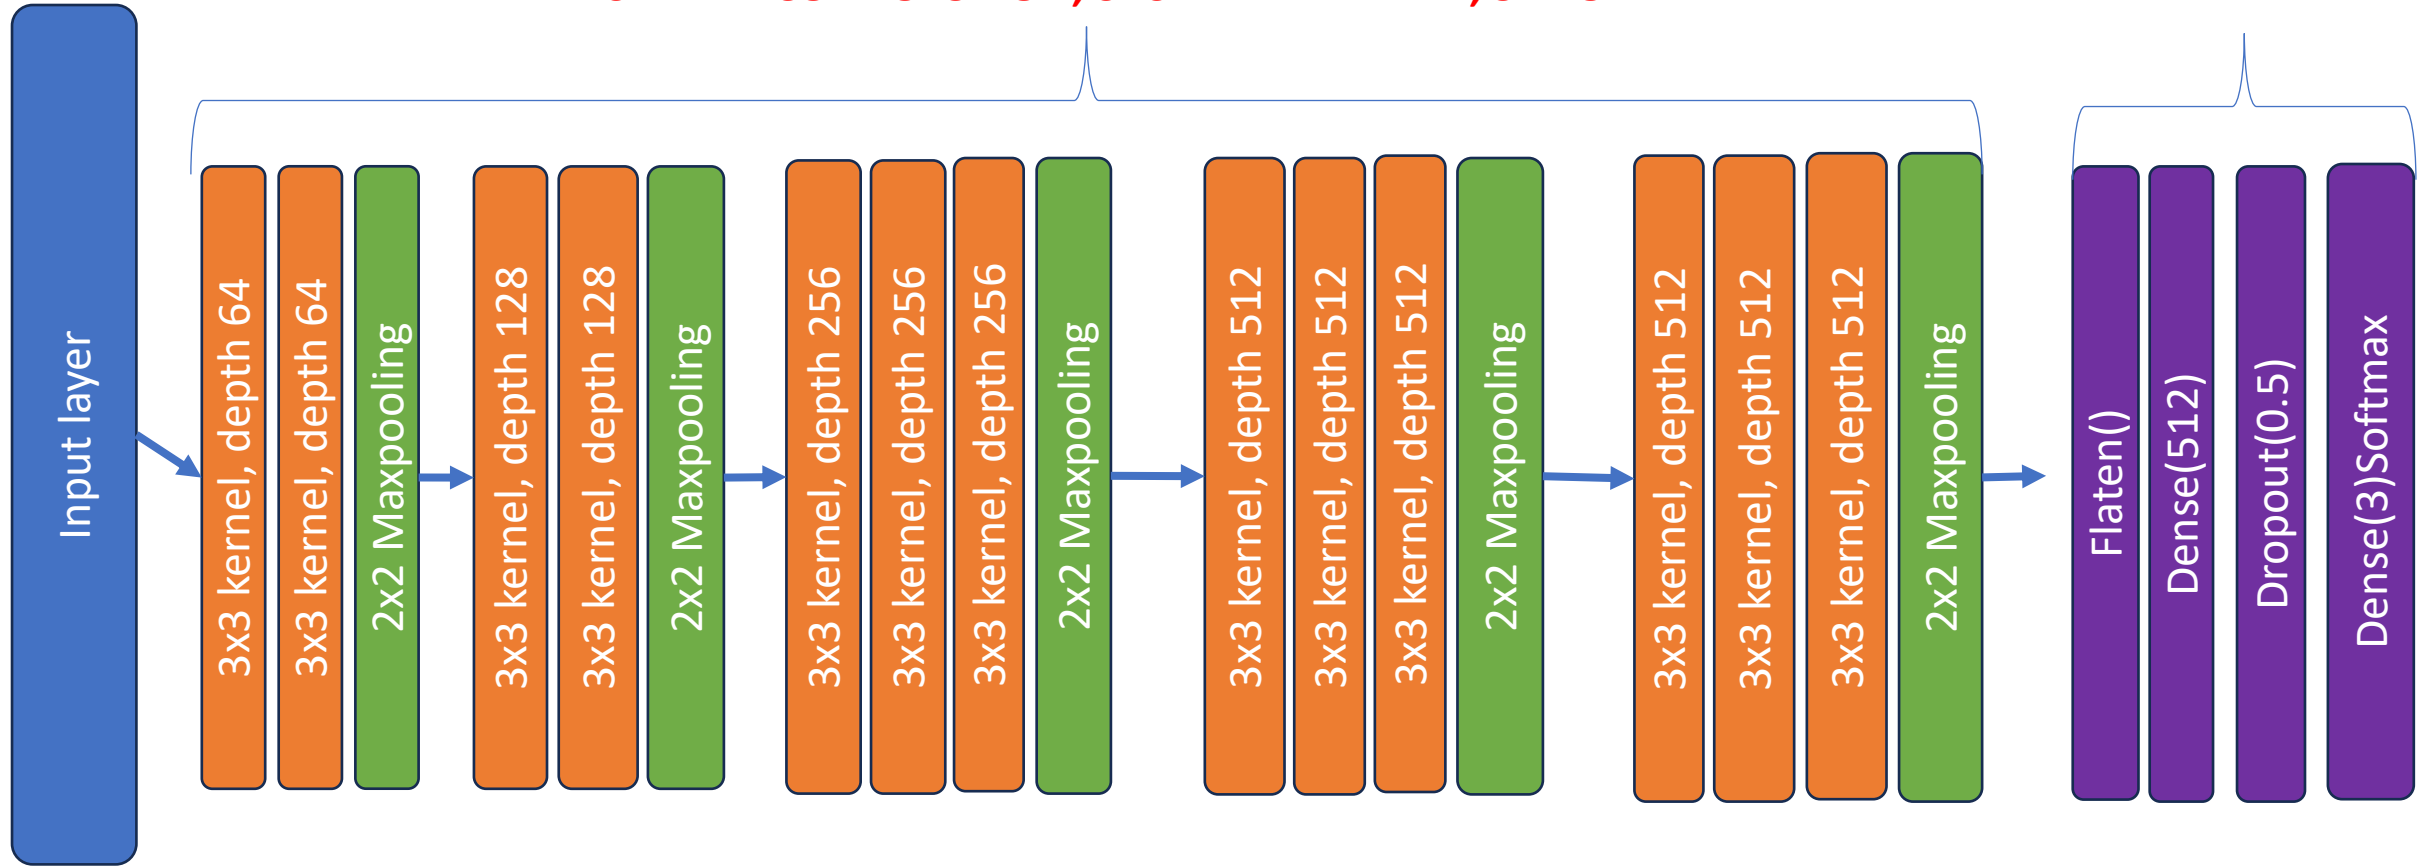 Input layer
3x3 kernel, depth 64
3x3 kernel, depth 64
2x2 Maxpooling
3x3 kernel, depth 128
3x3 kernel, depth 128
2x2 Maxpooling
3x3 kernel, depth 256
3x3 kernel, depth 256
3x3 kernel, depth 256
2x2 Maxpooling
3x3 kernel, depth 512
3x3 kernel, depth 512
3x3 kernel, depth 512
2x2 Maxpooling
3x3 kernel, depth 512
3x3 kernel, depth 512
3x3 kernel, depth 512
2x2 Maxpooling
Flaten()
Dense(512)
Dropout(0.5)
Dense(3)Softmax